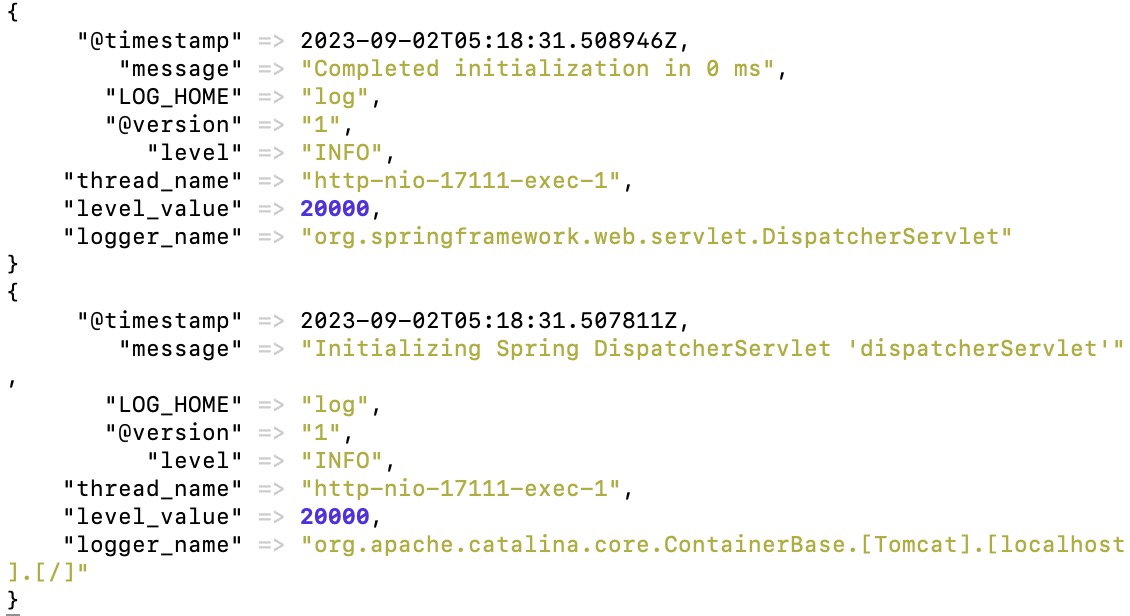 {
"@timestamp" => 2023-09-02T05:18:31.508946Z,
"message" => "Completed initialization in 0 ms",
"LOG_HOME" => "log",
"@version" => "1",
"level" => "INFO",
"thread_name" => "http-nio-17111-exec-1",
"level_value" => 20000,
"logger_name" => "org.springframework.web.servlet.DispatcherServlet"
}
{
"@timestamp" => 2023-09-02T05:18:31.507811Z,
"message" => "Initializing Spring DispatcherServlet 'dispatcherServlet'"
,
"LOG_HOME" => "log",
"@version" => "1",
"level" => "INFO",
"thread_name" => "http-nio-17111-exec-1",
"level_value" => 20000,
"logger_name" => "org.apache.catalina.core.ContainerBase.[Tomcat].[localhost
].[/]"
}